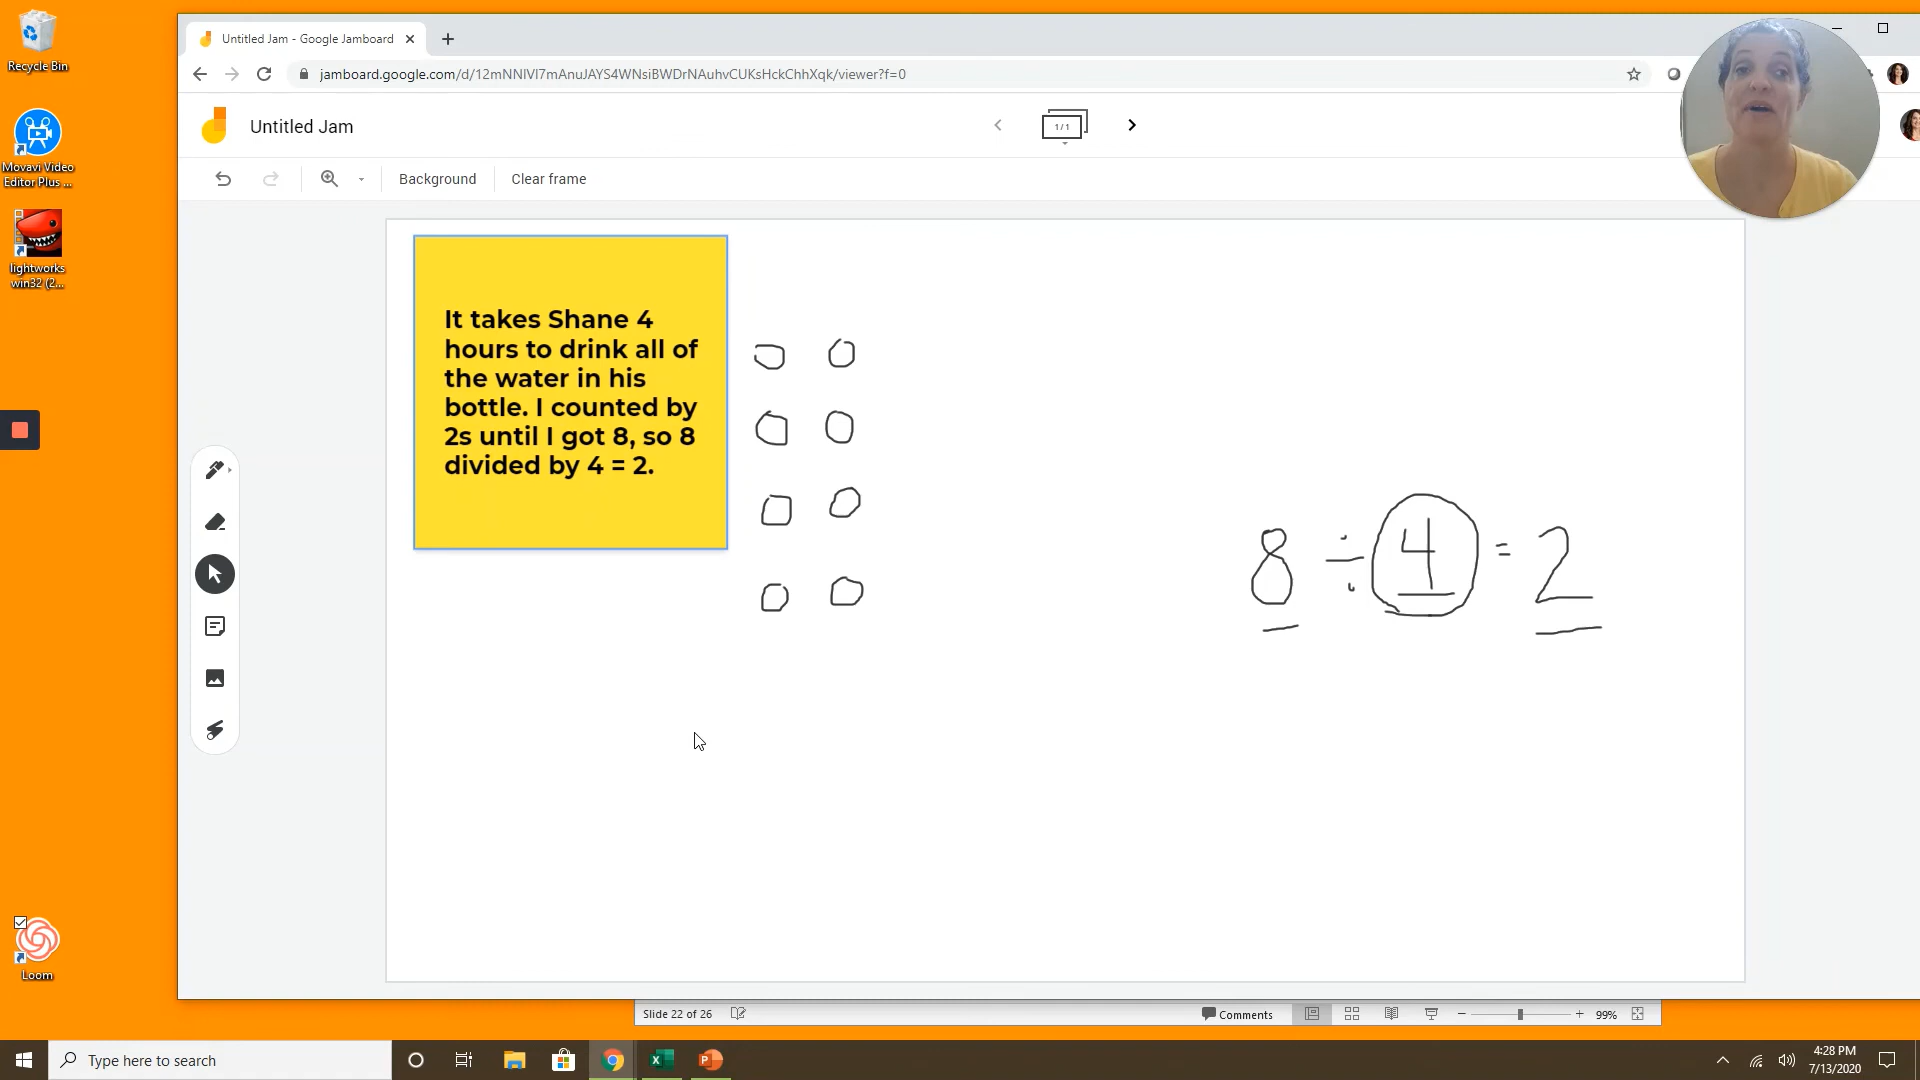 Recycle Bin
Untitled Jam - Google Jamboard
jamboard.google.com/d/12mNNIVI7mAnuJAYS4WNsiBWDrNAuhvCUKsHckChhXqk/viewer?f=0
Movavi Video
Editor Plus ...
Untitled Jam
1/1
Background
Clear frame
lightworks
win32 (2...
It takes Shane 4
hours to drink all of
the water in his
bottle. I counted by
2s until I got 8, so 8
divided by 4 = 2.
8 ÷ 4 = 2
Loom
Slide 22 of 26
Comments
99%
Type here to search
4:28 PM
7/13/2020